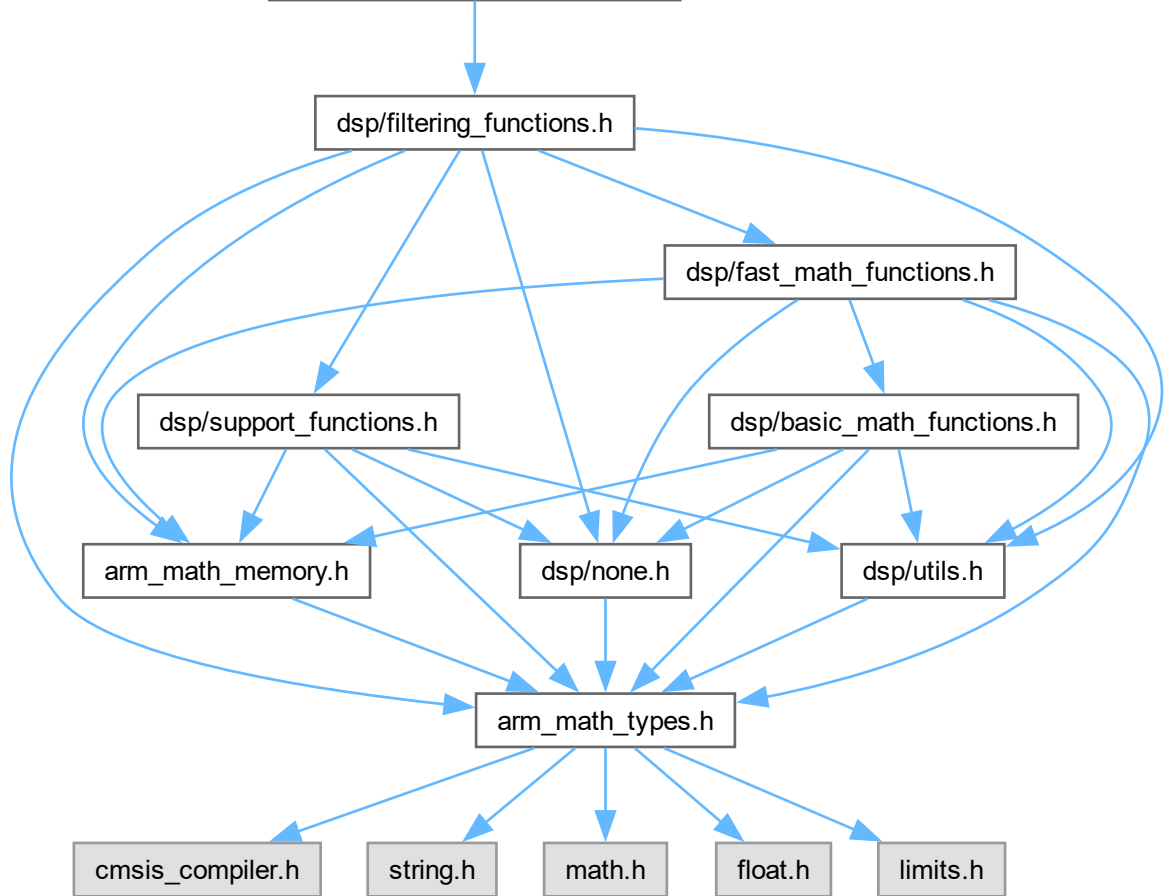 dsp/filtering_functions.h
dsp/fast_math_functions.h
dsp/support_functions.h
dsp/basic_math_functions.h
arm_math_memory.h
dsp/none.h
dsp/utils.h
arm_math_types.h
cmsis_compiler.h
string.h
math.h
float.h
limits.h